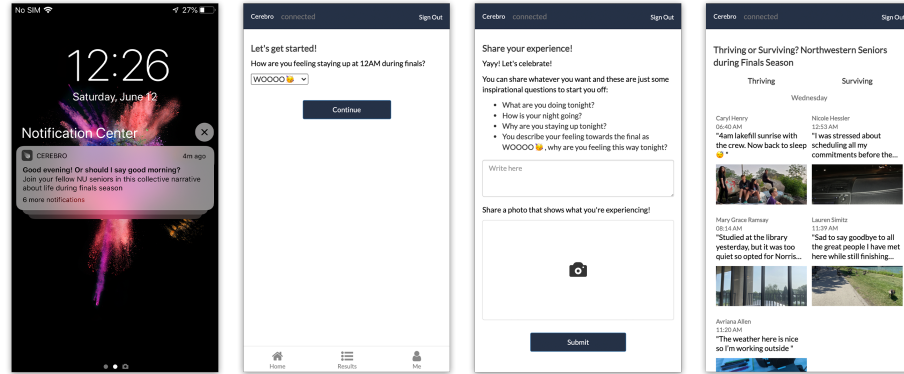 No SIM 27%
12:26
Saturday, June 12
Notification Center
CEREBRO 4m ago
Good evening! Or should I say good morning?
Join your fellow NU seniors in this collective narrative
about life during finals season
6 more notifications
Cerebro connected Sign Out
Let's get started!
How are you feeling staying up at 12AM during finals?
WOOOO🥳
Continue
Home Results Me
Cerebro connected Sign Out
Share your experience!
Yayy! Let's celebrate!
You can share whatever you want and these are just some
inspirational questions to start you off:
• What are you doing tonight?
• How is your night going?
• Why are you staying up tonight?
• You describe your feeling towards the final as
WOOOO🥳, why are you feeling this way tonight?
Write here
Share a photo that shows what you're experiencing!
Submit
Cerebro connected Sign Out
Thriving or Surviving? Northwestern Seniors
during Finals Season
Thriving Surviving
Wednesday
Caryl Henry
06:40 AM
"4am lakefill sunrise with
the crew. Now back to sleep
😴 "
Nicole Hessler
12:53 AM
"I was stressed about
scheduling all my
commitments before the...
Mary Grace Ramsay
08:14 AM
"Studied at the library
yesterday, but it was too
quiet so opted for Norris...
Lauren Simitz
11:39 AM
"Sad to say goodbye to all
the great people I have met
here while still finishing...
Avriana Allen
11:20 AM
"The weather here is nice
so I'm working outside "